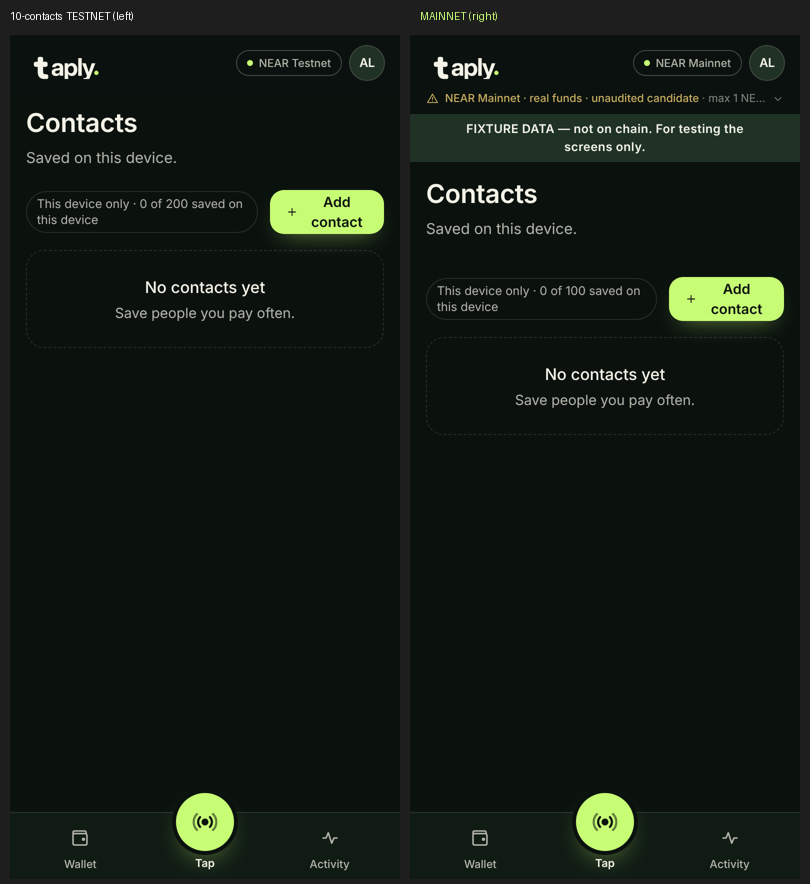 10-contacts TESTNET (left)
taply.
NEAR Testnet
AL
Contacts
Saved on this device.
This device only · 0 of 200 saved on
this device
+ Add
contact
No contacts yet
Save people you pay often.
Wallet
Tap
Activity
MAINNET (right)
taply.
NEAR Mainnet
AL
NEAR Mainnet · real funds · unaudited candidate · max 1 NE...
FIXTURE DATA — not on chain. For testing the
screens only.
Contacts
Saved on this device.
This device only · 0 of 100 saved on
this device
+ Add
contact
No contacts yet
Save people you pay often.
Wallet
Tap
Activity